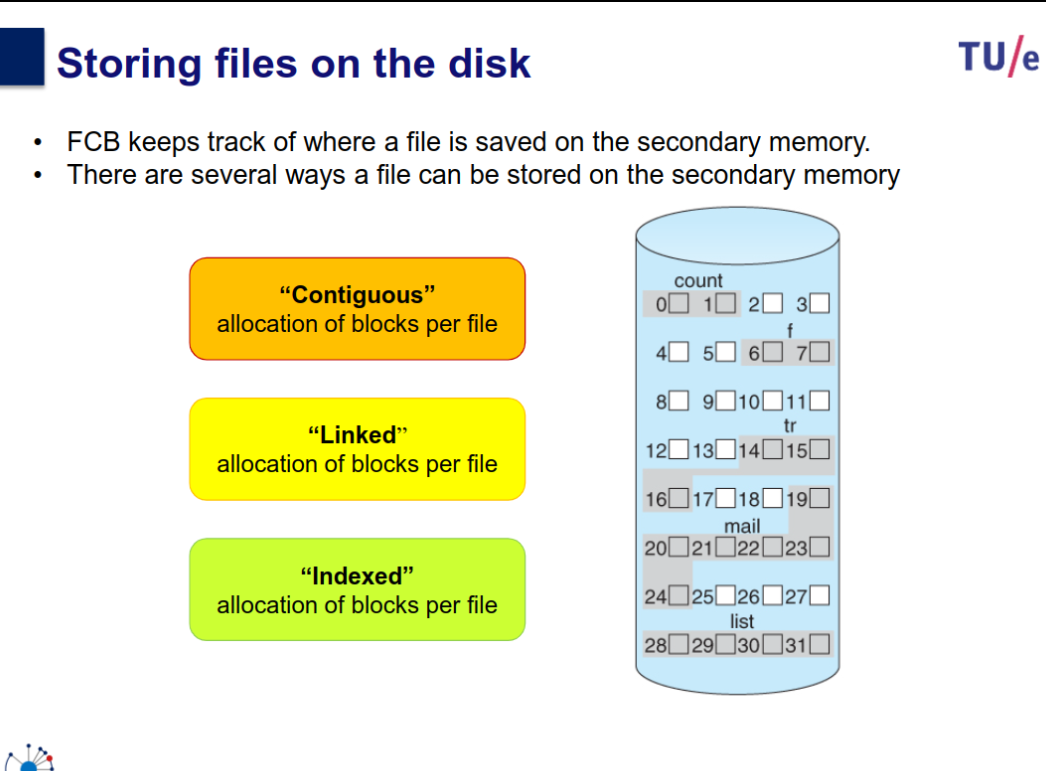 Storing files on the disk
TU/e
• FCB keeps track of where a file is saved on the secondary memory.
• There are several ways a file can be stored on the secondary memory
“Contiguous”
allocation of blocks per file
“Linked”
allocation of blocks per file
“Indexed”
allocation of blocks per file
count
0 1 2 3
f
4 5 6 7
8 9 10 11
tr
12 13 14 15
16 17 18 19
mail
20 21 22 23
24 25 26 27
list
28 29 30 31